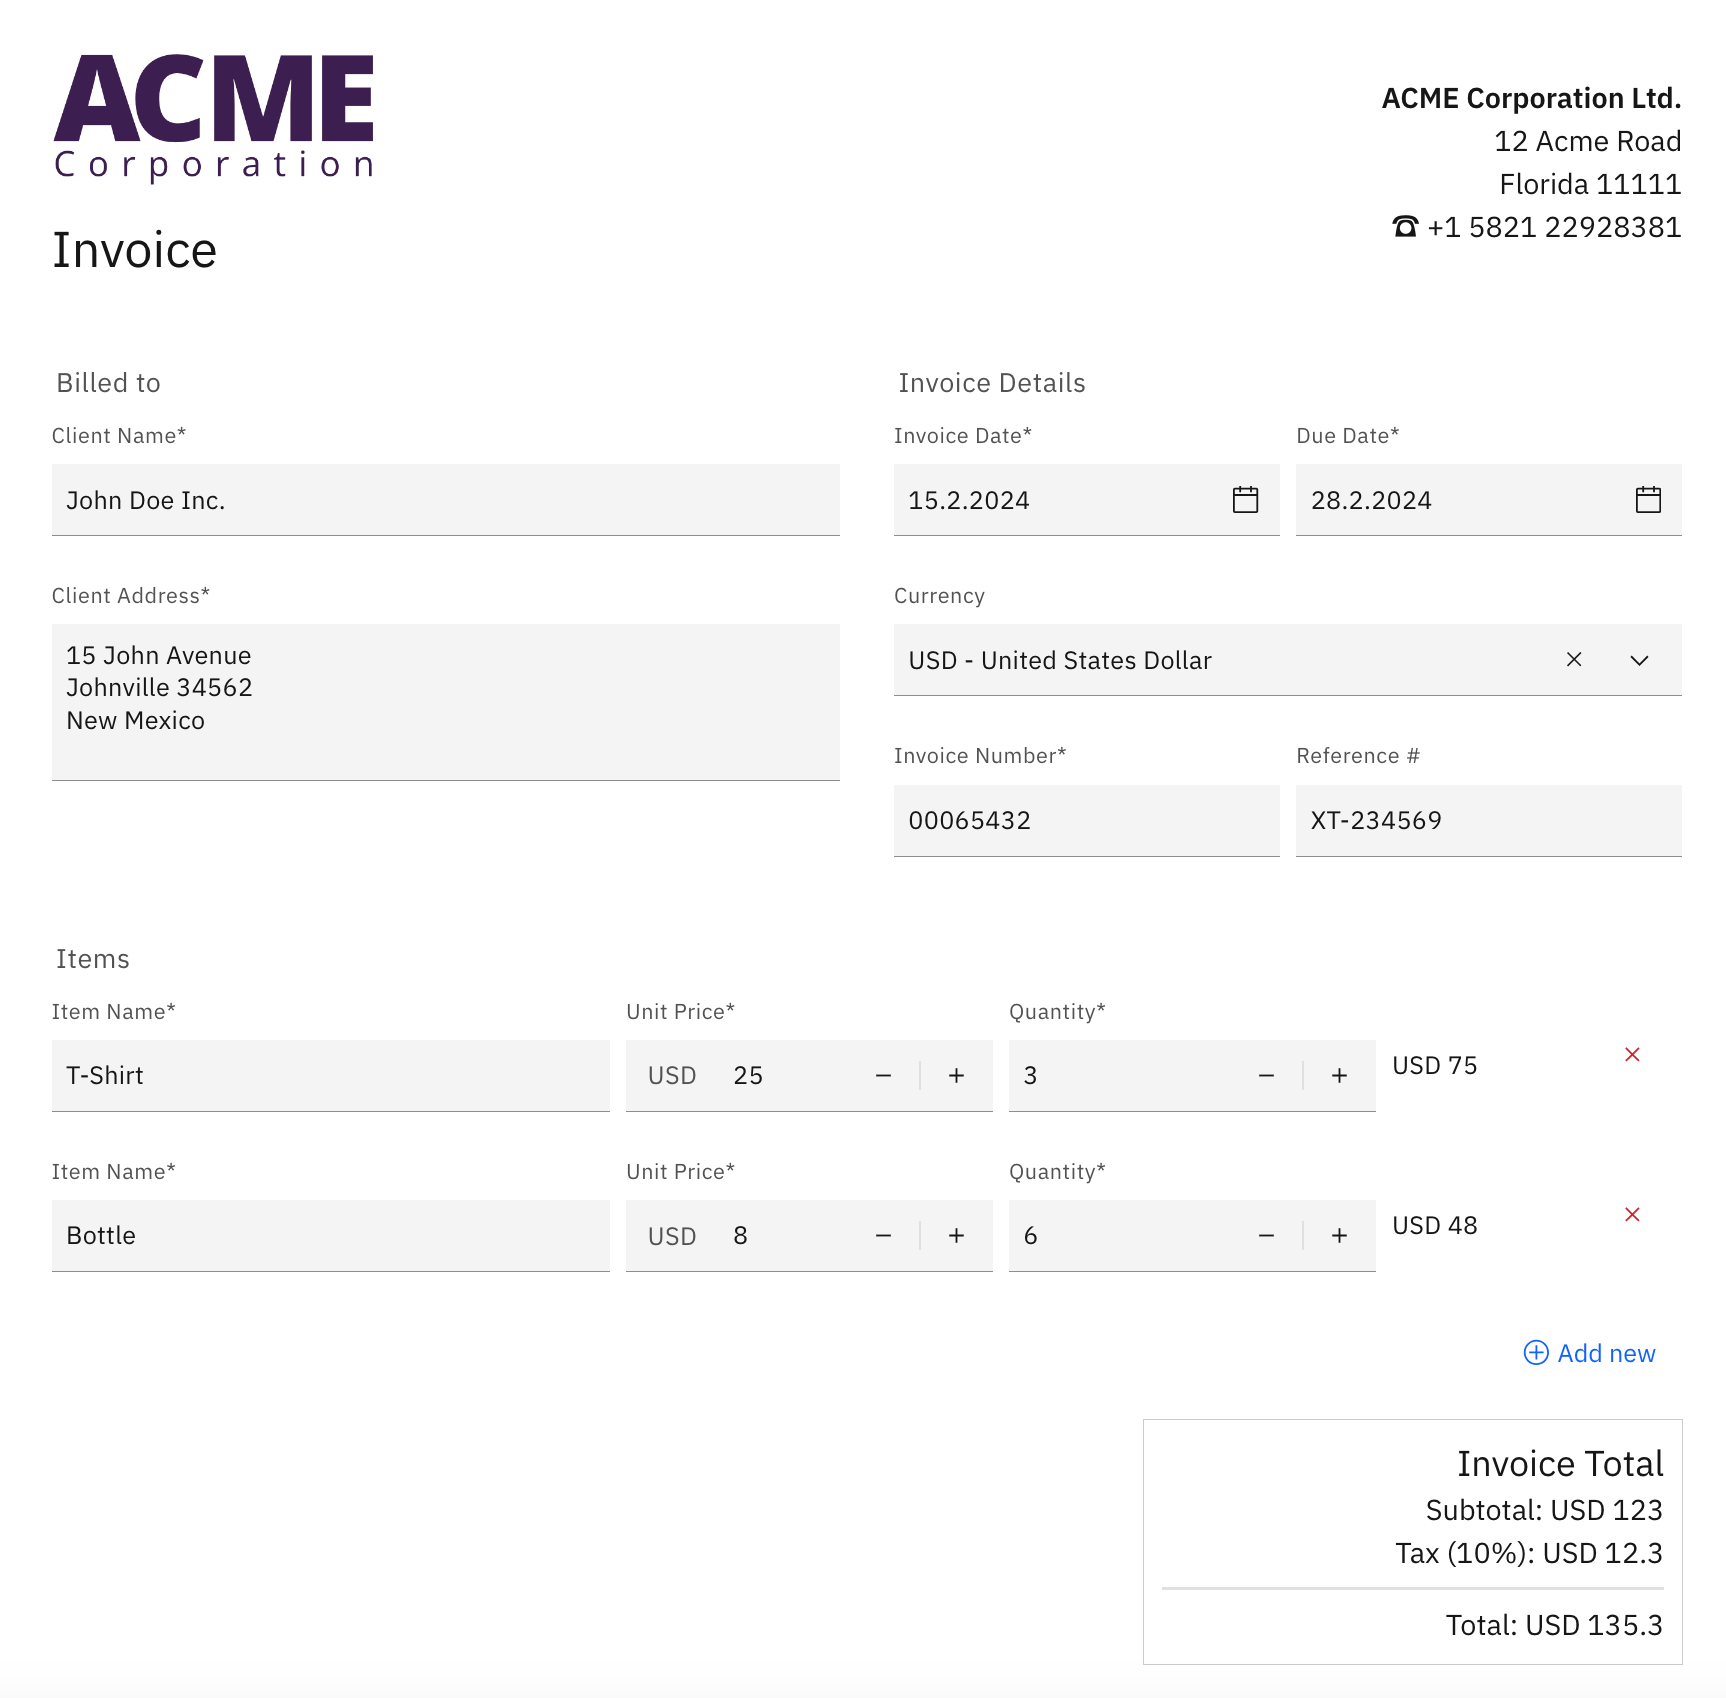 ACME
Corporation
ACME Corporation Ltd.
12 Acme Road
Florida 11111
☎ +1 5821 22928381
Invoice
Billed to
Client Name*
John Doe Inc.
Client Address*
15 John Avenue
Johnville 34562
New Mexico
Invoice Details
Invoice Date* Due Date*
15.2.2024 28.2.2024
Currency
USD - United States Dollar
Invoice Number* Reference #
00065432 XT-234569
Items
Item Name* Unit Price* Quantity*
T-Shirt USD 25 3 USD 75
Item Name* Unit Price* Quantity*
Bottle USD 8 6 USD 48
Add new
Invoice Total
Subtotal: USD 123
Tax (10%): USD 12.3
Total: USD 135.3